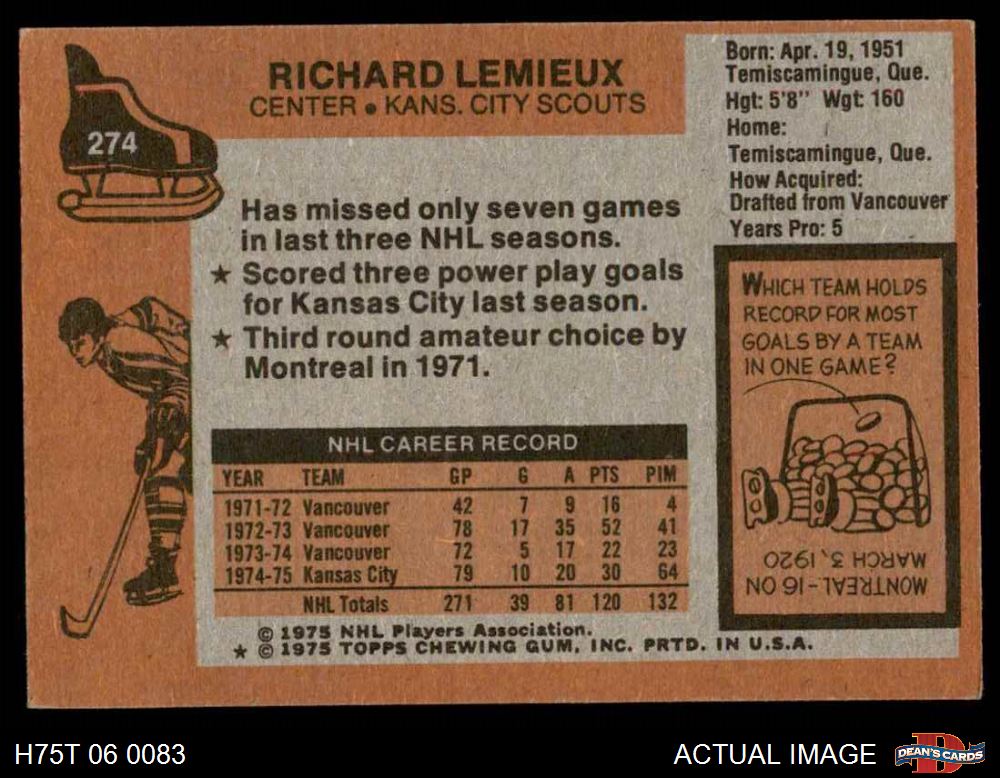 274
RICHARD LEMIEUX
CENTER • KANS. CITY SCOUTS
Born: Apr. 19, 1951
Temiscamingue, Que.
Hgt: 5'8" Wgt: 160
Home:
Temiscamingue, Que.
How Acquired:
Drafted from Vancouver
Years Pro: 5
Has missed only seven games
in last three NHL seasons.
★ Scored three power play goals
for Kansas City last season.
★ Third round amateur choice by
Montreal in 1971.
WHICH TEAM HOLDS
RECORD FOR MOST
GOALS BY A TEAM
IN ONE GAME?
MONTREAL-16 ON
MARCH 3, 1920
NHL CAREER RECORD
YEAR TEAM GP G A PTS PIM
1971-72 Vancouver 42 7 9 16 4
1972-73 Vancouver 78 17 35 52 41
1973-74 Vancouver 72 5 17 22 23
1974-75 Kansas City 79 10 20 30 64
NHL Totals 271 39 81 120 132
© 1975 NHL Players Association.
★ © 1975 TOPPS CHEWING GUM, INC. PRTD. IN U.S.A.
H75T 06 0083
ACTUAL IMAGE
D
DEAN'S CARDS